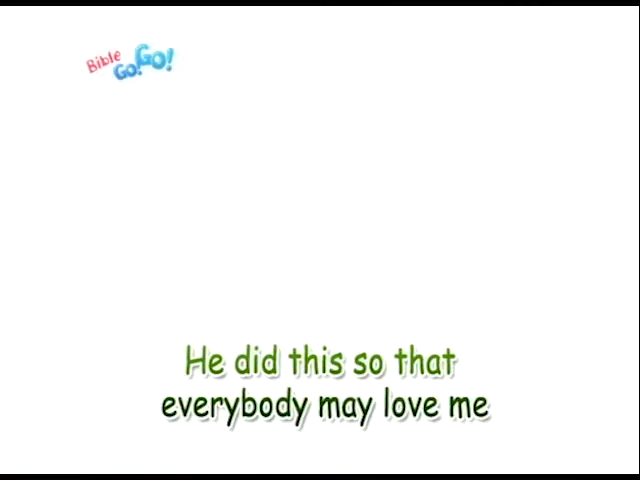 Bible
Go! Go!
He did this so that
everybody may love me